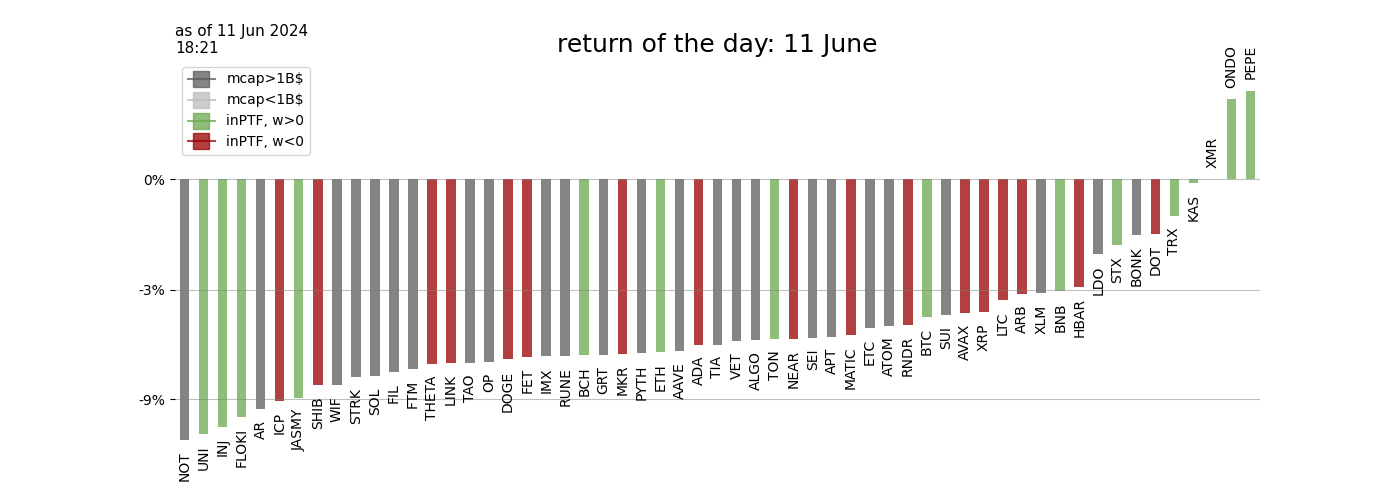 as of 11 Jun 2024
18:21
return of the day: 11 June
mcap>1B$
mcap<1B$
inPTF, w>0
inPTF, w<0
0%
-3%
-9%
NOT
UNI
INJ
FLOKI
AR
ICP
JASMY
SHIB
WIF
STRK
SOL
FIL
FTM
THETA
LINK
TAO
OP
DOGE
FET
IMX
RUNE
BCH
GRT
MKR
PYTH
ETH
AAVE
ADA
TIA
VET
ALGO
TON
NEAR
SEI
APT
MATIC
ETC
ATOM
RNDR
BTC
SUI
AVAX
XRP
LTC
ARB
XLM
BNB
HBAR
LDO
STX
BONK
DOT
TRX
KAS
XMR
ONDO
PEPE